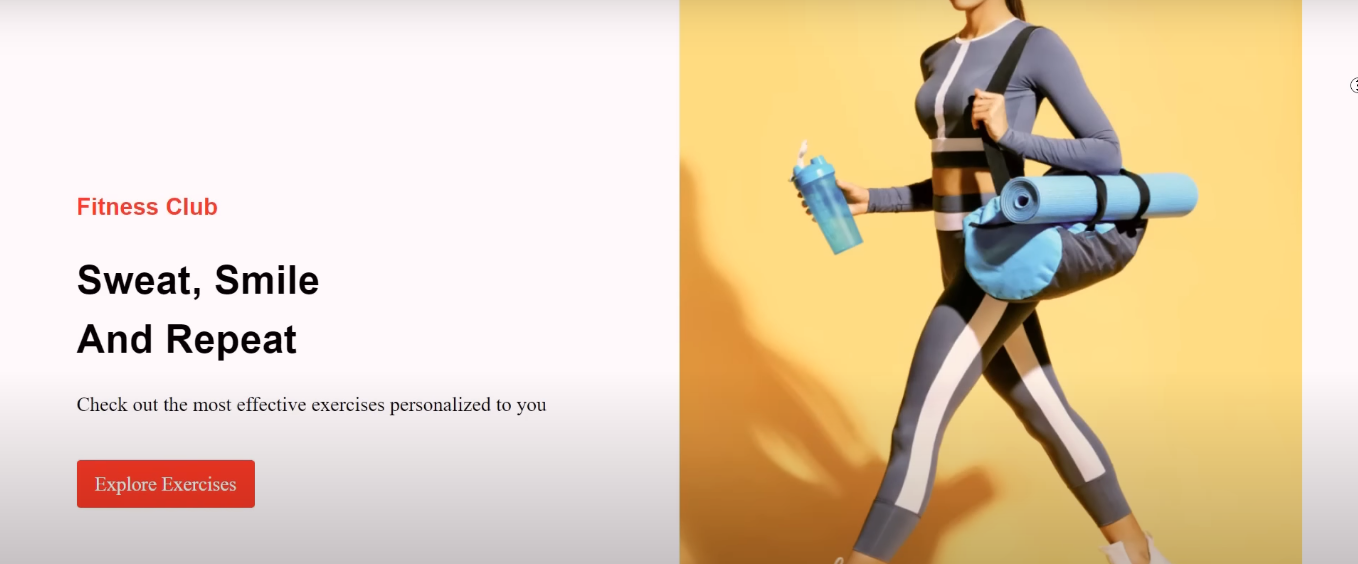 Fitness Club
Sweat, Smile
And Repeat
Check out the most effective exercises personalized to you
Explore Exercises